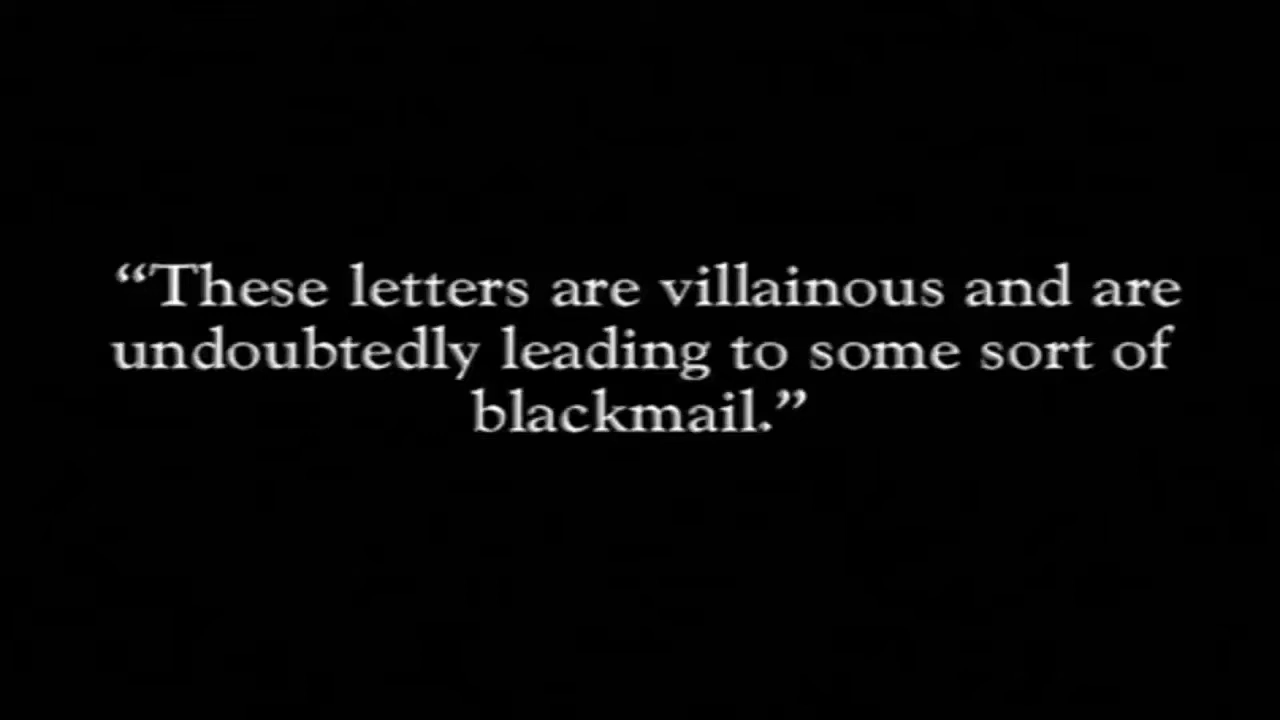 “These letters are villainous and are
undoubtedly leading to some sort of
blackmail.”